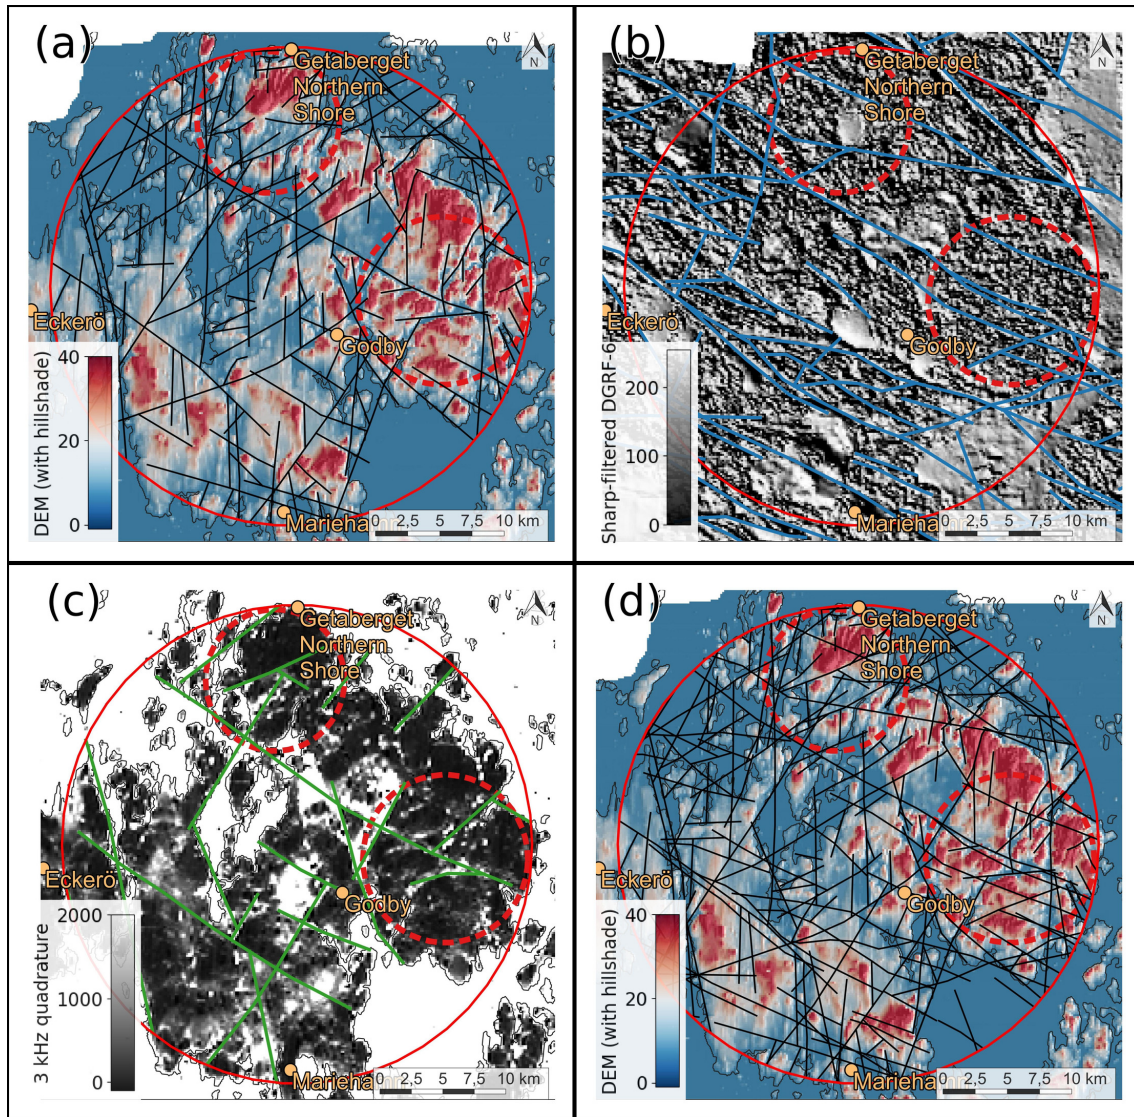 (a)
N
Getaberget
Northern
Shore
Eckerö
Godby
DEM (with hillshade)
40
20
0
Marieha
0 2,5 5 7,5 10 km
(b)
N
Getaberget
Northern
Shore
Eckerö
Godby
Sharp-filtered DGRF-6
200
100
0
Marieha
0 2,5 5 7,5 10 km
(c)
N
Getaberget
Northern
Shore
Eckerö
Godby
3 kHz quadrature
2000
1000
0
Marieha
0 2,5 5 7,5 10 km
(d)
N
Getaberget
Northern
Shore
Eckerö
Godby
DEM (with hillshade)
40
20
0
Marieha
0 2,5 5 7,5 10 km